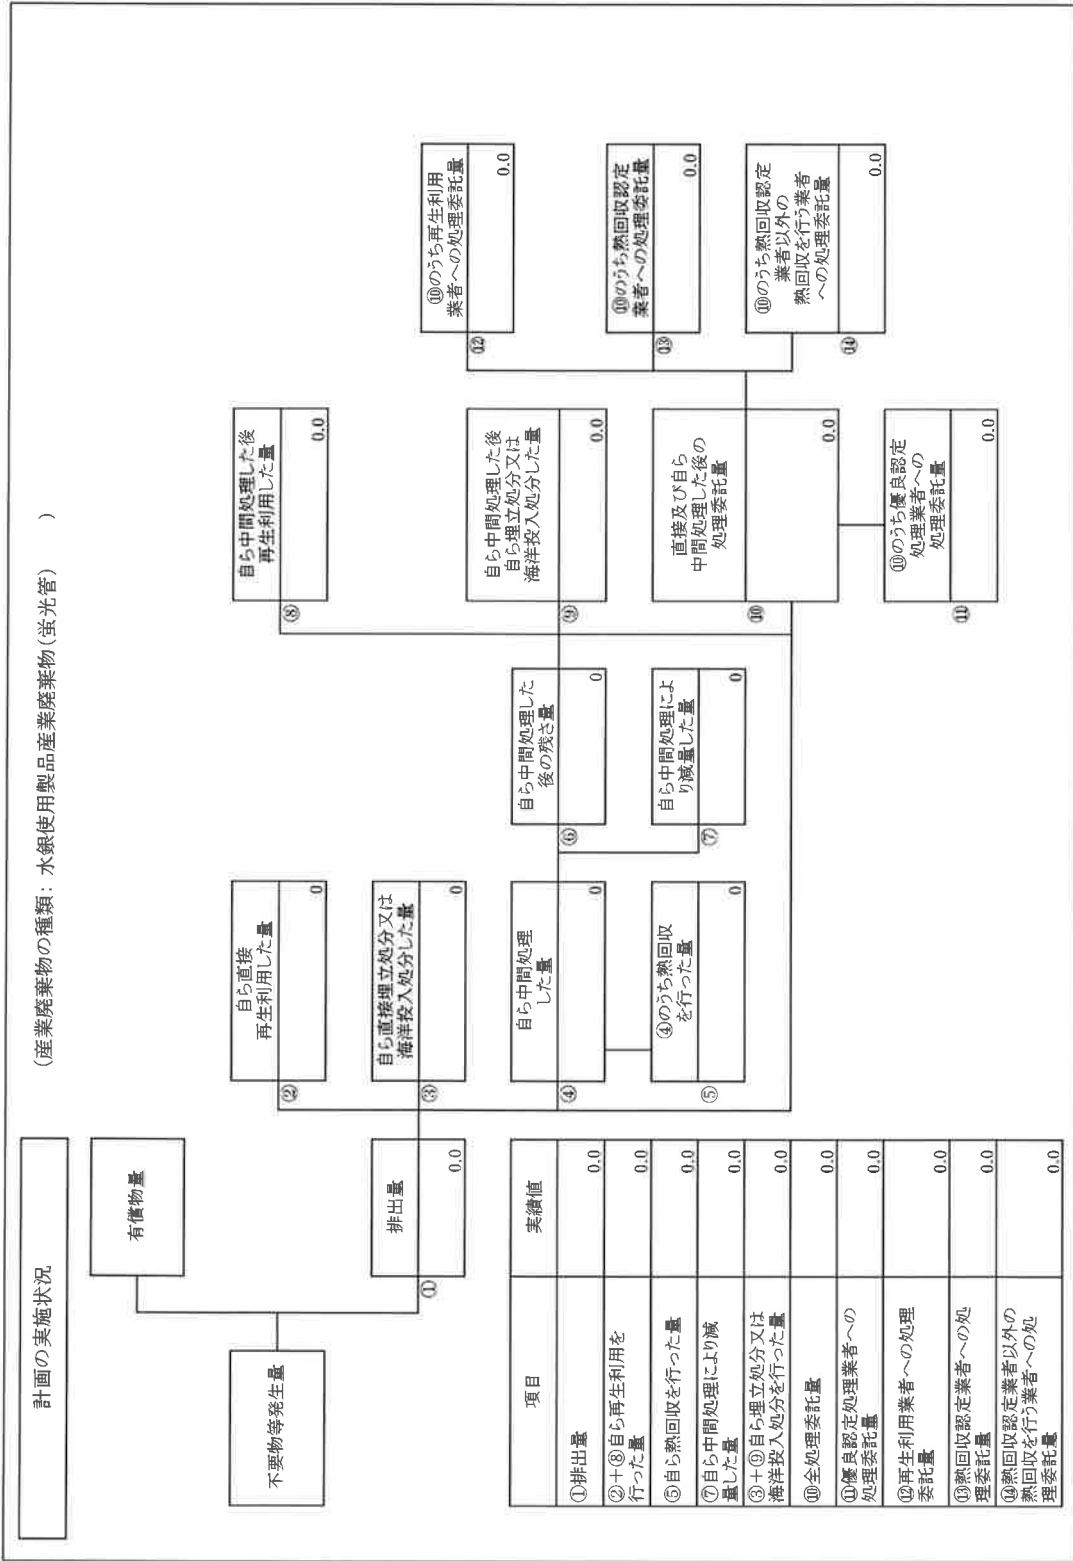 計画の実施状況
(産業廃棄物の種類： 水銀使用製品産業廃棄物(蛍光管) )
不要物等発生量
有償物量
①
排出量
0.0
②
自ら直接
再生利用した量
0
③
自ら直接埋立処分又は
海洋投入処分した量
0
④
自ら中間処理
した量
0
⑤
④のうち熱回収
を行った量
0
⑥
自ら中間処理した
後の残さ量
0
⑦
自ら中間処理によ
り減量した量
0
⑧
自ら中間処理した後
再生利用した量
0.0
⑨
自ら中間処理した後
自ら埋立処分又は
海洋投入処分した量
0.0
⑩
直接及び自ら
中間処理した後の
処理委託量
0.0
⑪
⑩のうち優良認定
処理業者への
処理委託量
0.0
⑫
⑩のうち再生利用
業者への処理委託量
0.0
⑬
⑩のうち熱回収認定
業者への処理委託量
0.0
⑭
⑩のうち熱回収認定
業者以外の
熱回収を行う業者
への処理委託量
0.0
項目 実績値
①排出量 0.0
②+⑧自ら再生利用を
行った量 0.0
⑤自ら熱回収を行った量 0.0
⑦自ら中間処理により減
量した量 0.0
③+⑨自ら埋立処分又は
海洋投入処分を行った量 0.0
⑩全処理委託量 0.0
⑪優良認定処理業者への
処理委託量 0.0
⑫再生利用業者への処理
委託量 0.0
⑬熱回収認定業者への処
理委託量 0.0
⑭熱回収認定業者以外の
熱回収を行う業者への処
理委託量 0.0